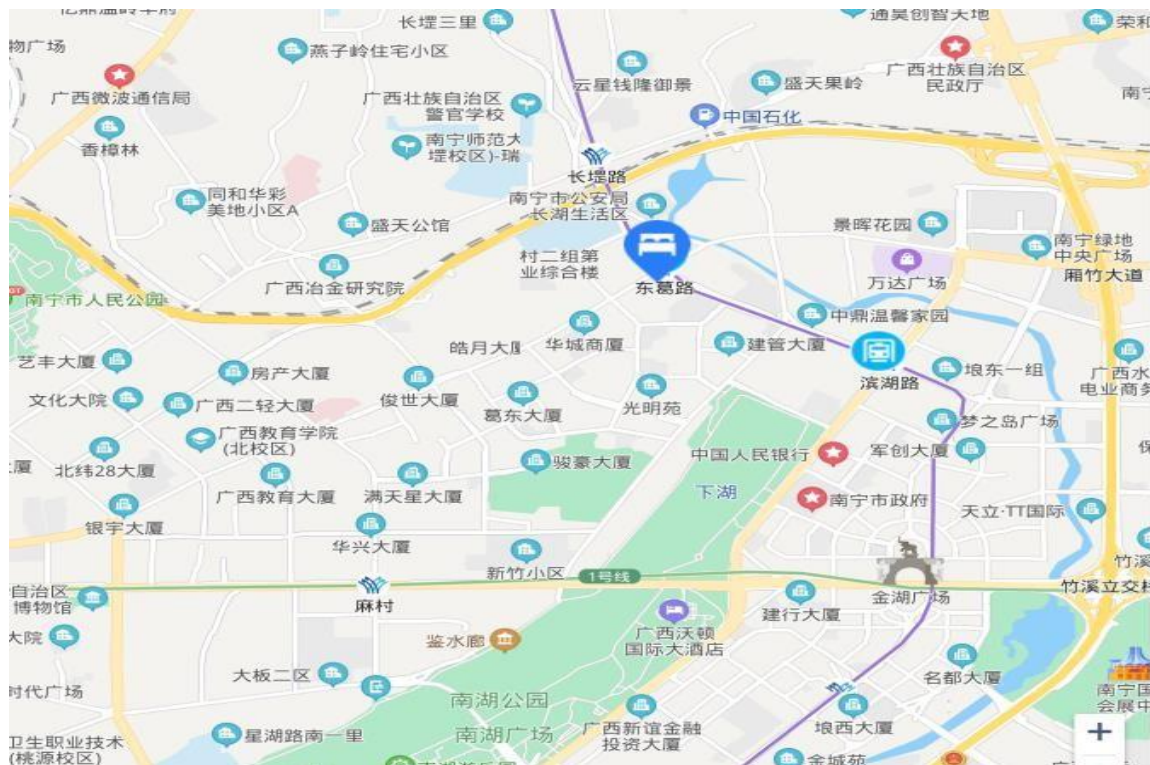 长堽三里
通昊创智天地
荣和
物广场
燕子岭住宅小区
广西壮族自治区
民政厅
云星钱隆御景
盛天果岭
广西微波通信局
广西壮族自治区
警官学校
南宁
中国石化
香樟林
南宁师范大
堽校区)-瑞
长堽路
同和华彩
美地小区A
南宁市公安局
长湖生活区
盛天公馆
景晖花园
南宁绿地
中央广场
村二组第
业综合楼
厢竹大道
广西冶金研究院
东葛路
万达广场
南宁市人民公园
中鼎温馨家园
皓月大厦
华城商厦
建管大厦
艺丰大厦
房产大厦
滨湖路
埌东一组
广西水
电业商务
文化大院
广西二轻大厦
俊世大厦
葛东大厦
光明苑
梦之岛广场
广西教育学院
(北校区)
中国人民银行
军创大厦
保
厦
北纬28大厦
骏豪大厦
广西教育大厦
满天星大厦
下湖
南宁市政府
天立·TT国际
银宇大厦
华兴大厦
新竹小区
1号线
竹溪
自治区
博物馆
麻村
金湖广场
竹溪立交桥
建行大厦
大院
鉴水廊
广西沃顿
国际大酒店
大板二区
名都大厦
时代广场
南湖公园
南宁国
会展中
广西新谊金融
投资大厦
埌西大厦
南湖广场
卫生职业技术
(桃源校区)
星湖路南一里
金城苑
+